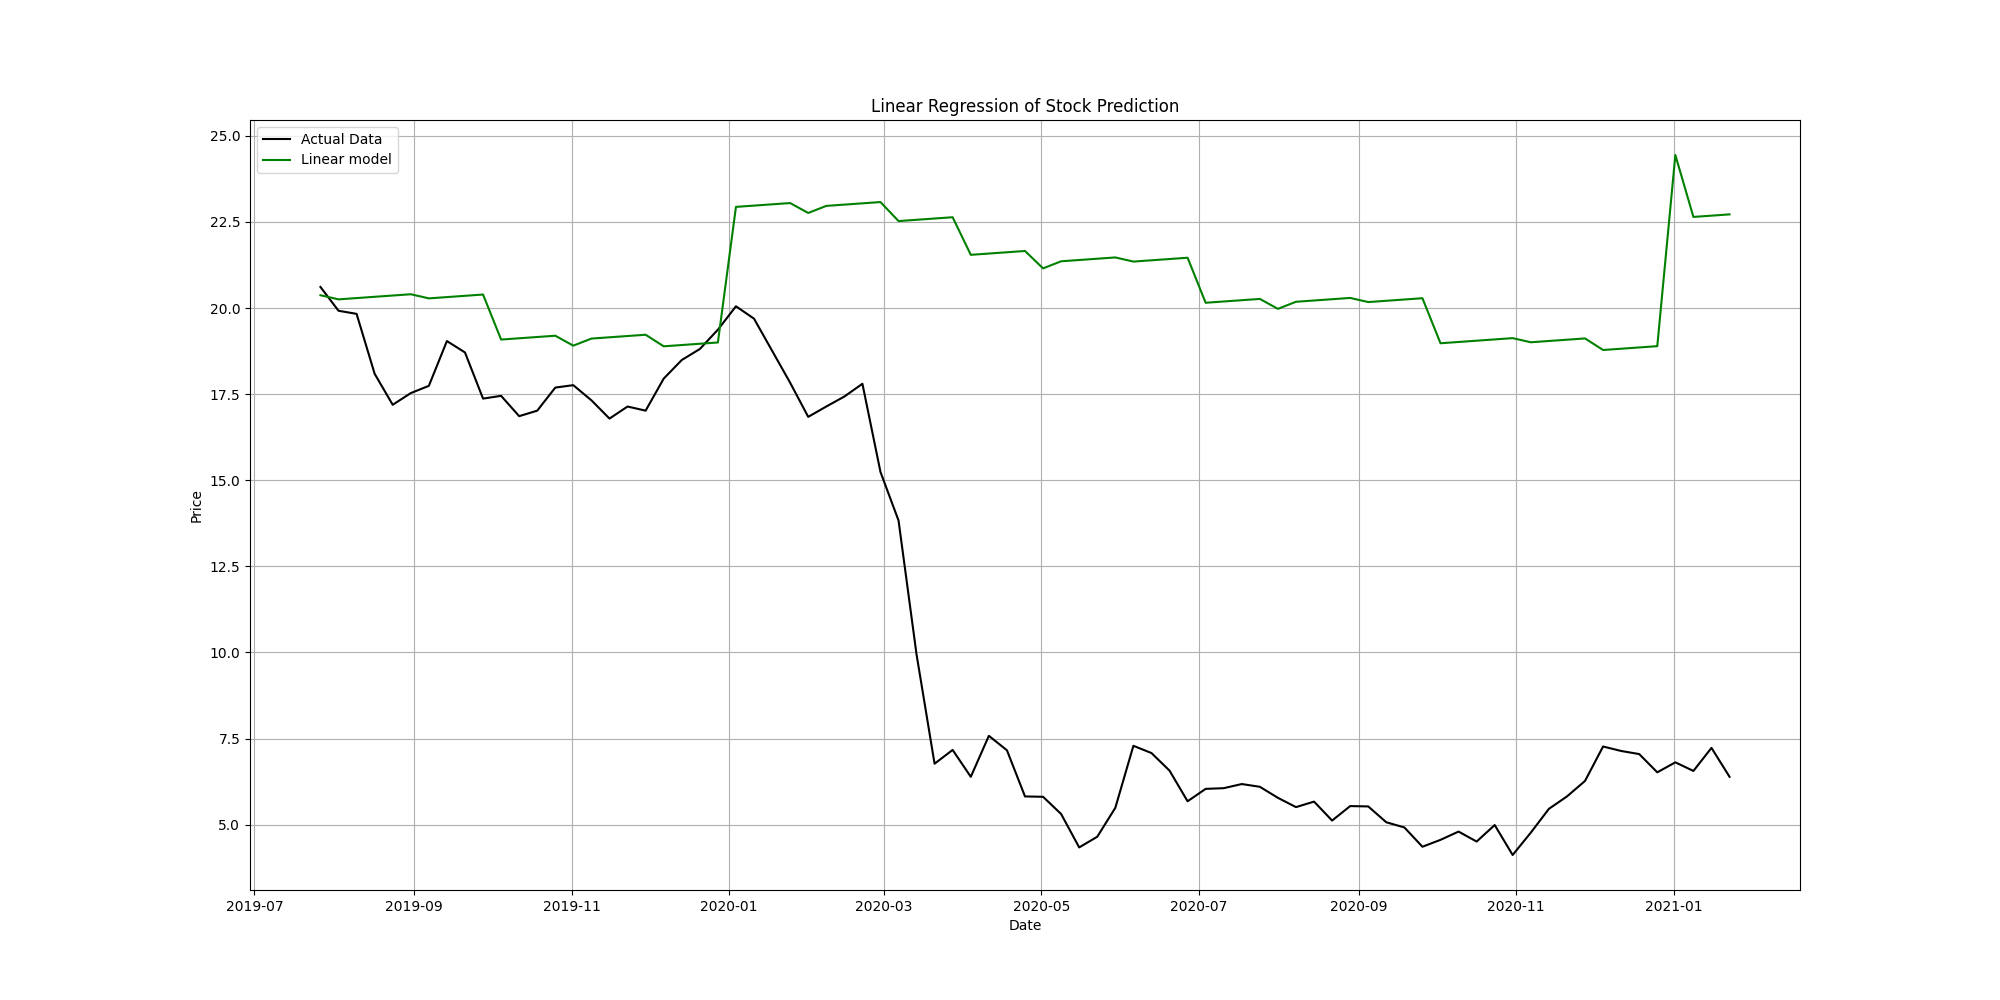 Linear Regression of Stock Prediction
Actual Data
Linear model
25.0
22.5
20.0
17.5
15.0
12.5
10.0
7.5
5.0
Price
2019-07 2019-09 2019-11 2020-01 2020-03 2020-05 2020-07 2020-09 2020-11 2021-01
Date